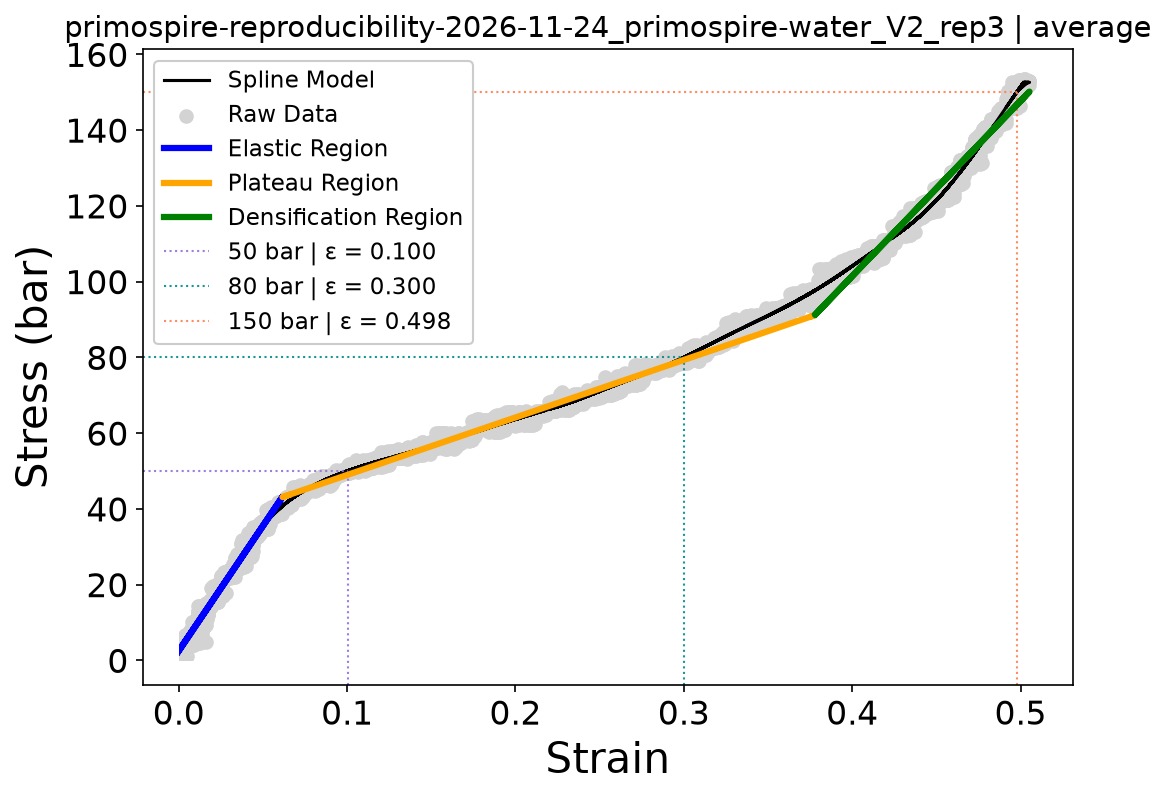 primospire-reproducibility-2026-11-24_primospire-water_V2_rep3 | average
Spline Model
Raw Data
Elastic Region
Plateau Region
Densification Region
50 bar | ε = 0.100
80 bar | ε = 0.300
150 bar | ε = 0.498
Stress (bar)
160
140
120
100
80
60
40
20
0
0.0 0.1 0.2 0.3 0.4 0.5
Strain